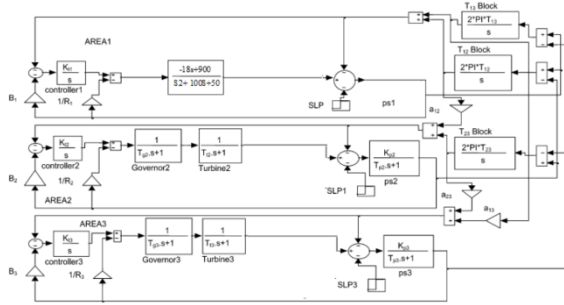 T13 Block
2*PI*T13
s
AREA1
T12 Block
2*PI*T12
s
Ki1
s
controller1
-18s+900
s2+ 100s+50
B1
1/R1
SLP
ps1
a12
T23 Block
2*PI*T23
s
Ki2
s
controller2
1
Tg2.s+1
Governor2
1
Tt2.s+1
Turbine2
Kp2
Tp2.s+1
ps2
B2
1/R2
AREA2
SLP1
a23
a13
AREA3
Ki3
s
controller3
1
Tg3.s+1
Governor3
1
Tt3.s+1
Turbine3
Kp3
Tp3.s+1
ps3
B3
1/R3
SLP3